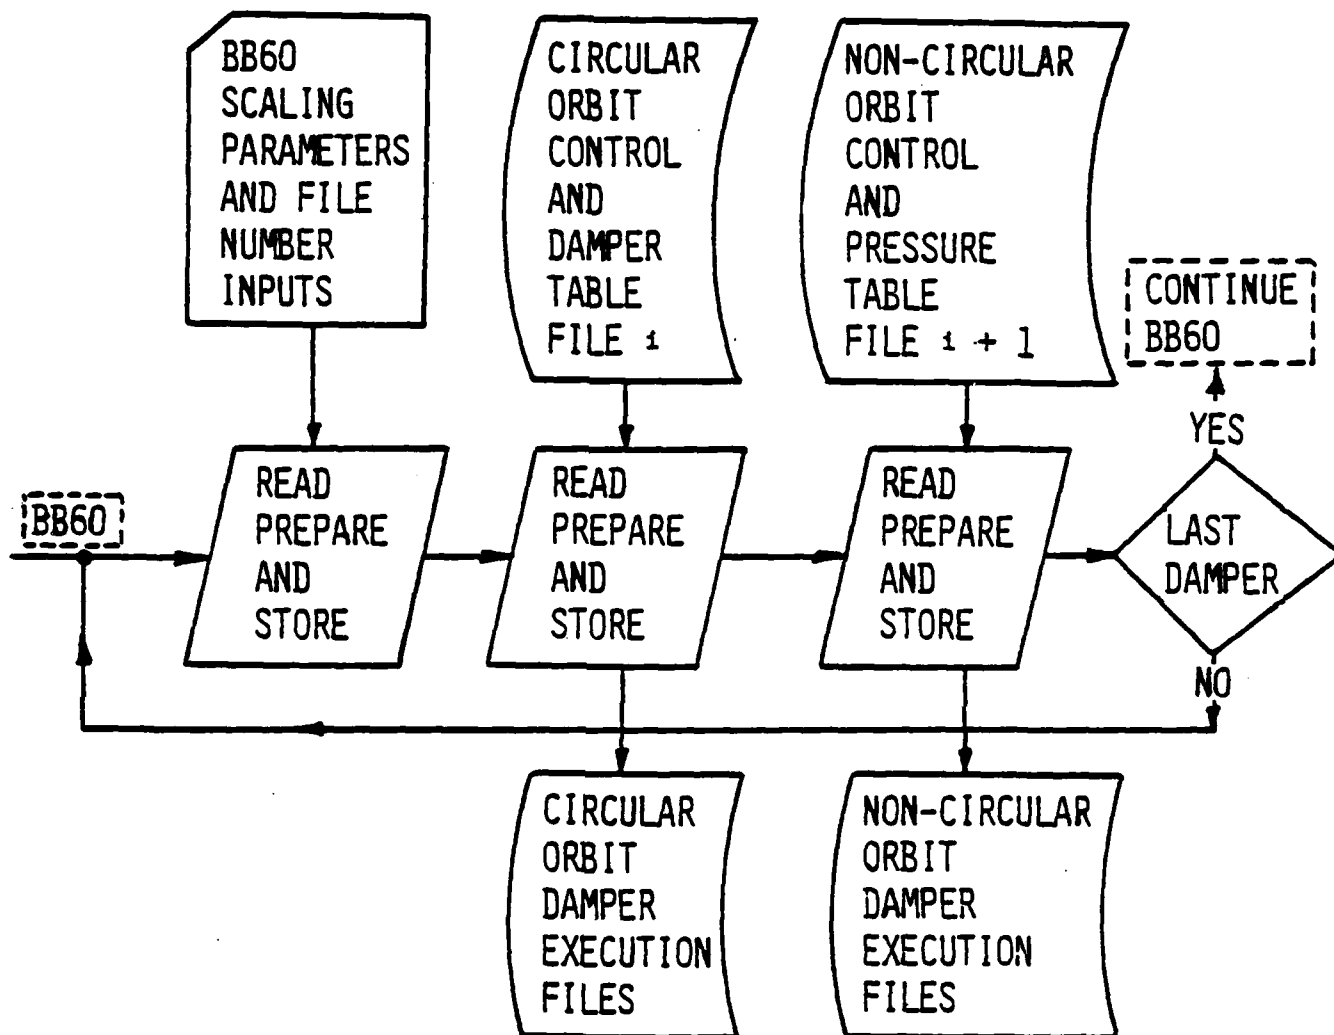 BB60
SCALING
PARAMETERS
AND FILE
NUMBER
INPUTS
CIRCULAR
ORBIT
CONTROL
AND
DAMPER
TABLE
FILE i
NON-CIRCULAR
ORBIT
CONTROL
AND
PRESSURE
TABLE
FILE i + 1
CONTINUE
BB60
YES
BB60
READ
PREPARE
AND
STORE
READ
PREPARE
AND
STORE
READ
PREPARE
AND
STORE
LAST
DAMPER
NO
CIRCULAR
ORBIT
DAMPER
EXECUTION
FILES
NON-CIRCULAR
ORBIT
DAMPER
EXECUTION
FILES